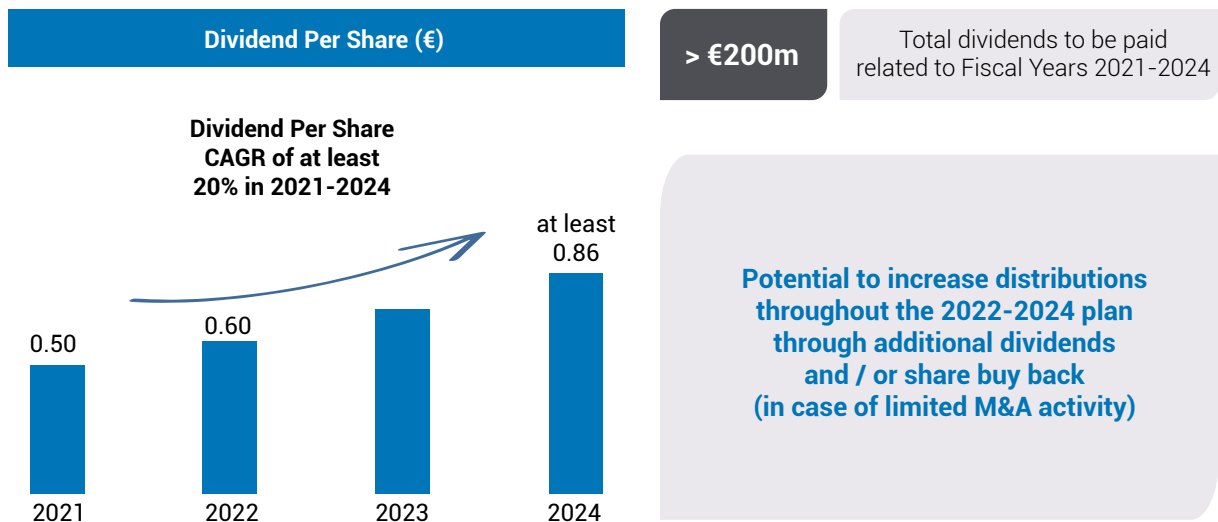 Dividend Per Share (€)
Dividend Per Share
CAGR of at least
20% in 2021-2024
at least
0.86
0.50
0.60
2021
2022
2023
2024
> €200m
Total dividends to be paid
related to Fiscal Years 2021-2024
Potential to increase distributions
throughout the 2022-2024 plan
through additional dividends
and / or share buy back
(in case of limited M&A activity)